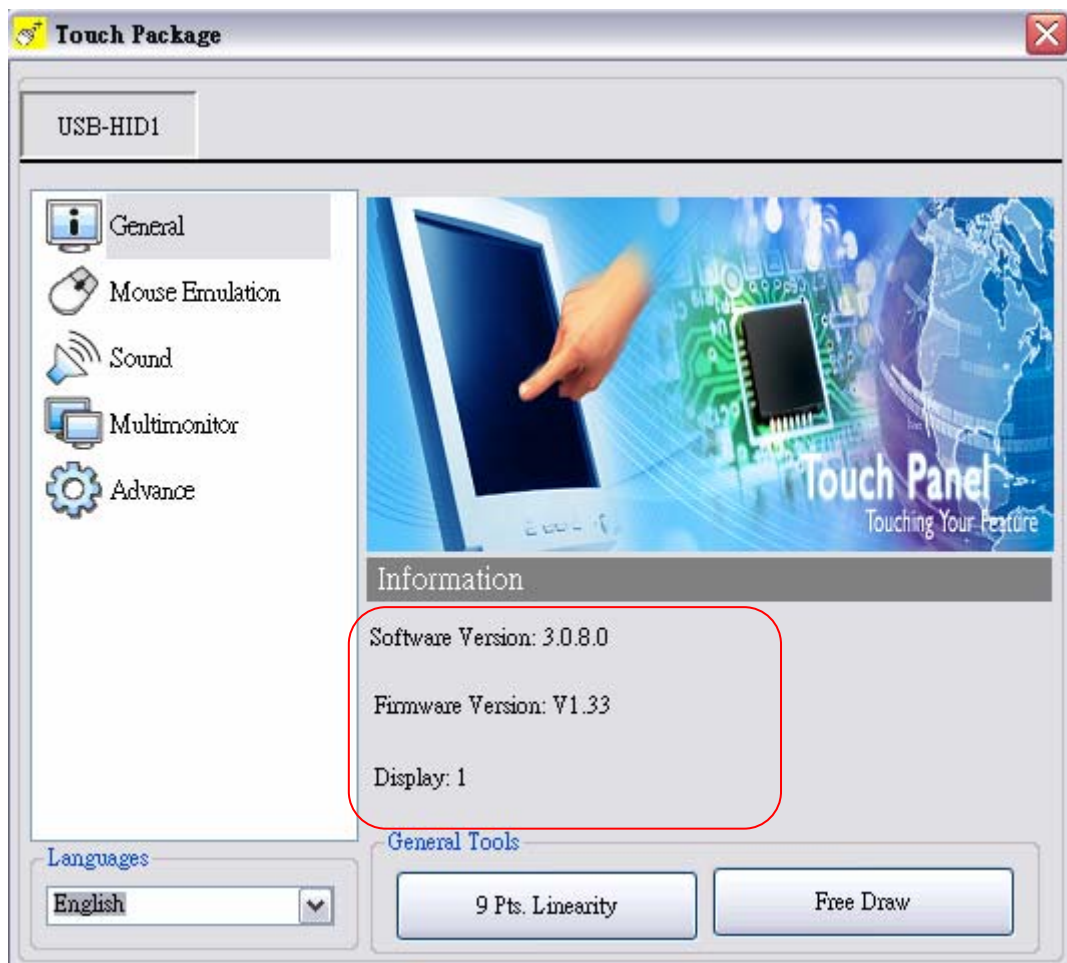 Touch Package
USB-HID1
General
Mouse Emulation
Sound
Multimonitor
Advance
Touch Panel
Touching Your Feature
Information
Software Version: 3.0.8.0
Firmware Version: V1.33
Display: 1
Languages
English
General Tools
9 Pts. Linearity
Free Draw